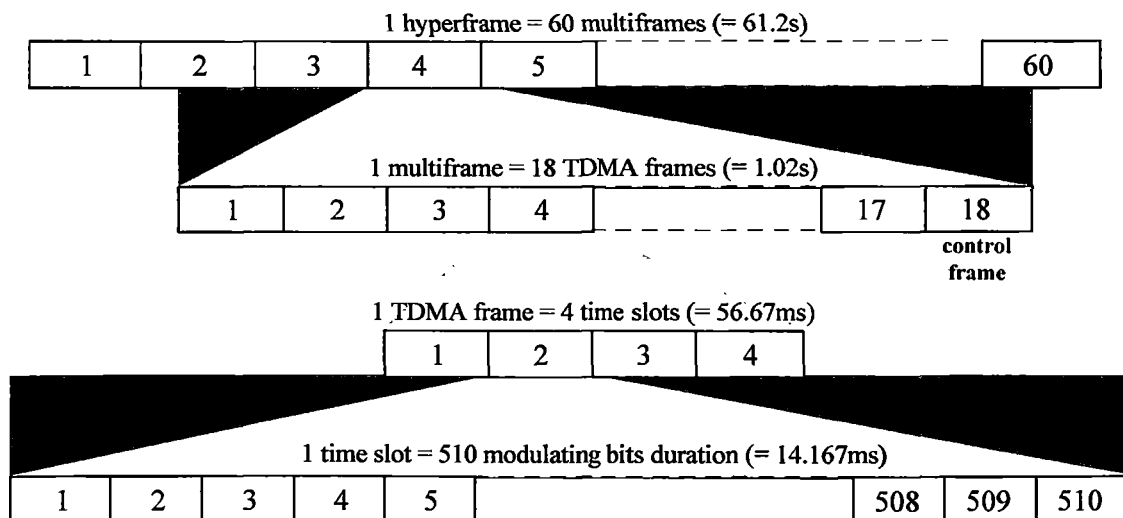 1 hyperframe = 60 multiframes (= 61.2s)
1 2 3 4 5 60
1 multiframe = 18 TDMA frames (= 1.02s)
1 2 3 4 17 18
control
frame
1 TDMA frame = 4 time slots (= 56.67ms)
1 2 3 4
1 time slot = 510 modulating bits duration (= 14.167ms)
1 2 3 4 5 508 509 510